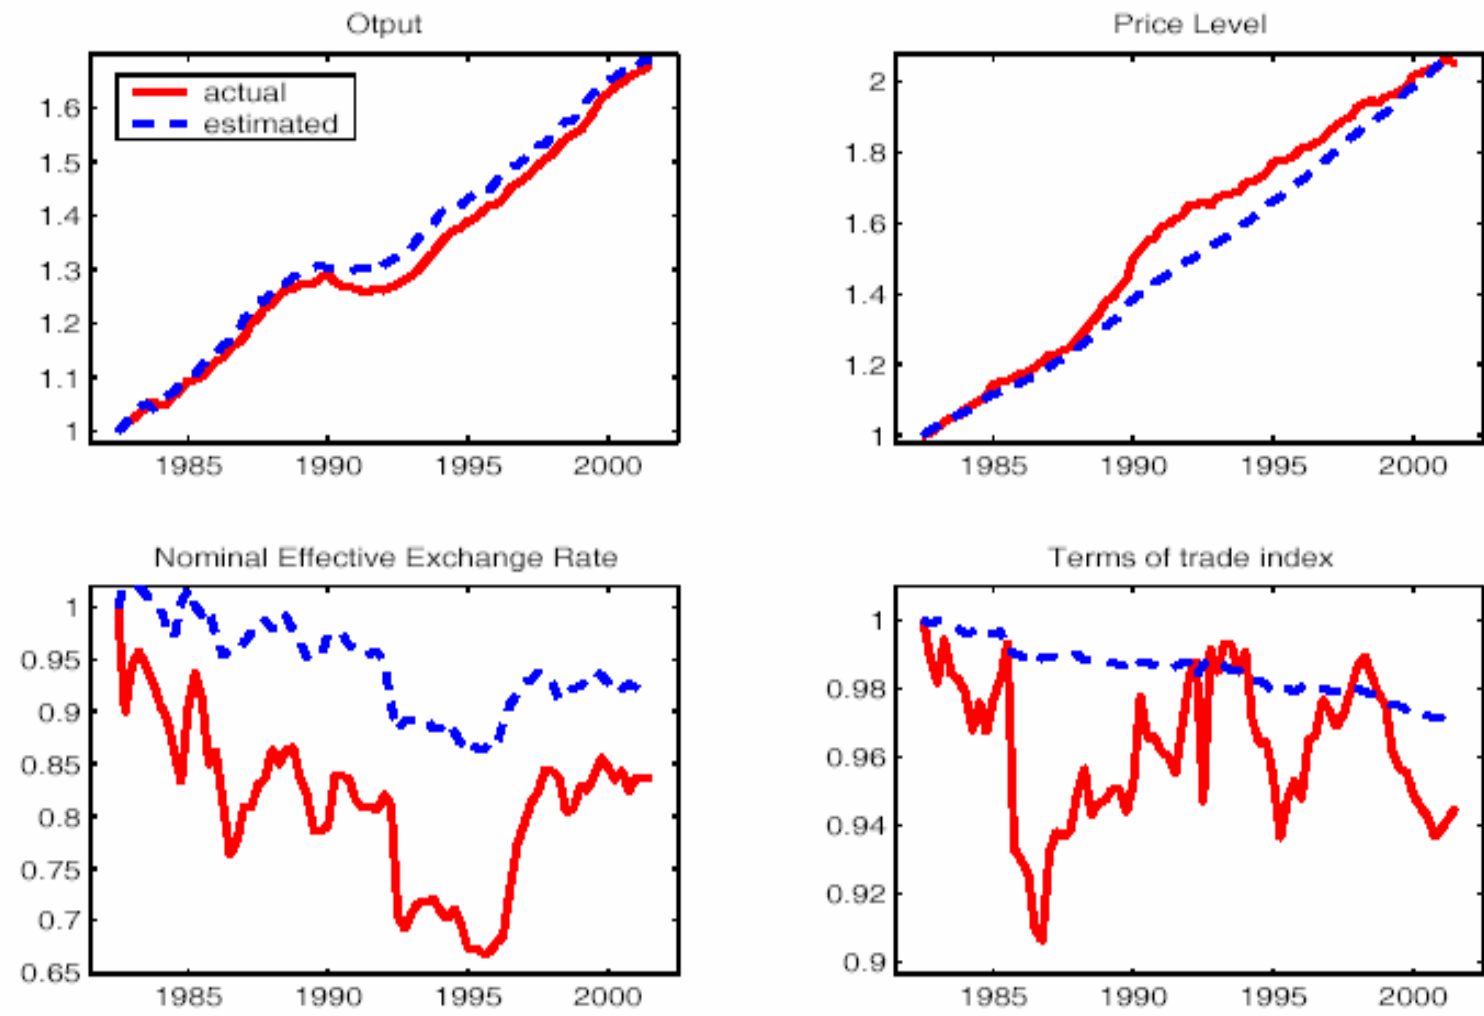 Otput
actual
estimated
1.6
1.5
1.4
1.3
1.2
1.1
1
1985 1990 1995 2000
Price Level
2
1.8
1.6
1.4
1.2
1
1985 1990 1995 2000
Nominal Effective Exchange Rate
1
0.95
0.9
0.85
0.8
0.75
0.7
0.65
1985 1990 1995 2000
Terms of trade index
1
0.98
0.96
0.94
0.92
0.9
1985 1990 1995 2000